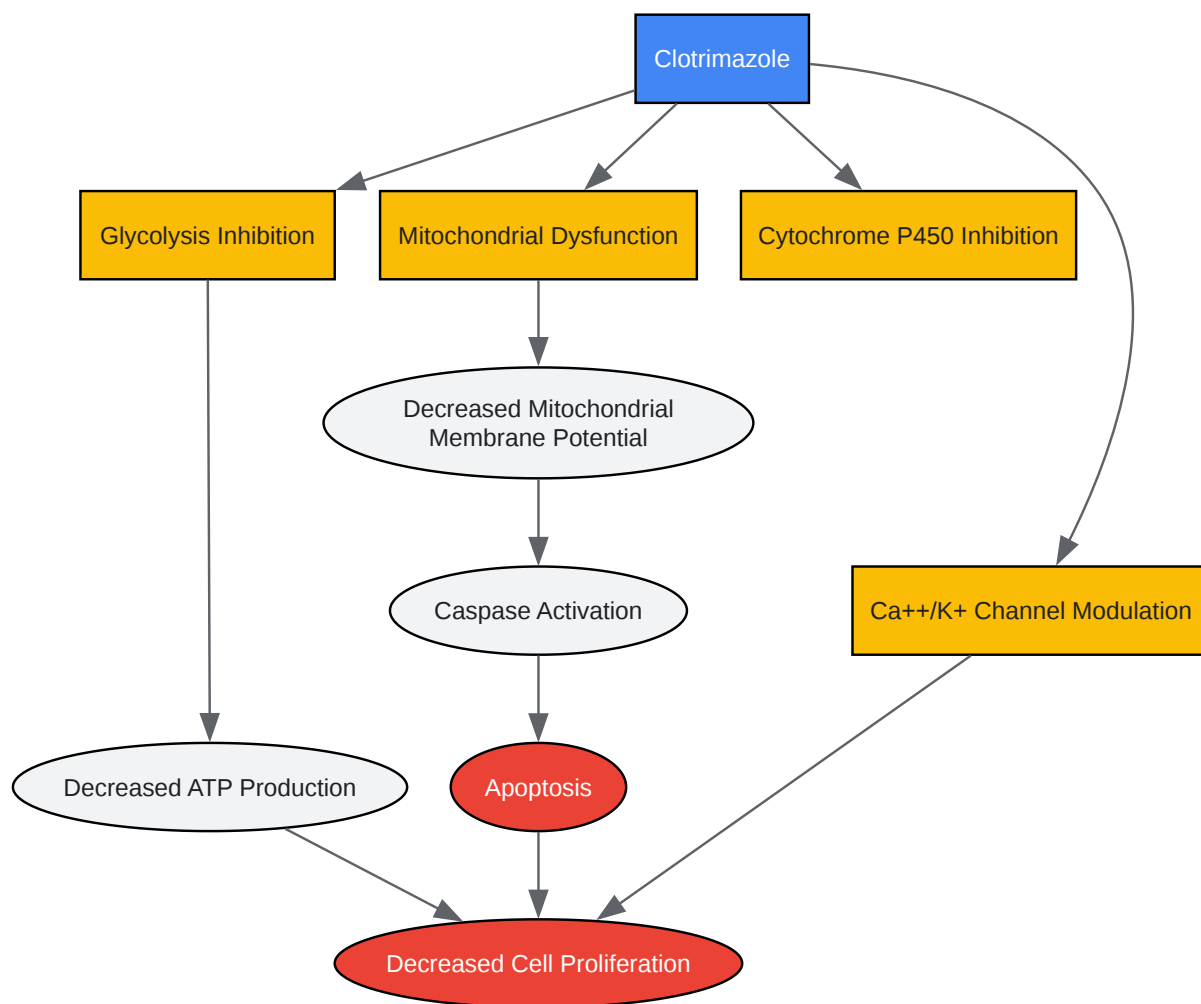 Clotrimazole
Glycolysis Inhibition
Mitochondrial Dysfunction
Cytochrome P450 Inhibition
Decreased Mitochondrial
Membrane Potential
Caspase Activation
Ca++/K+ Channel Modulation
Decreased ATP Production
Apoptosis
Decreased Cell Proliferation